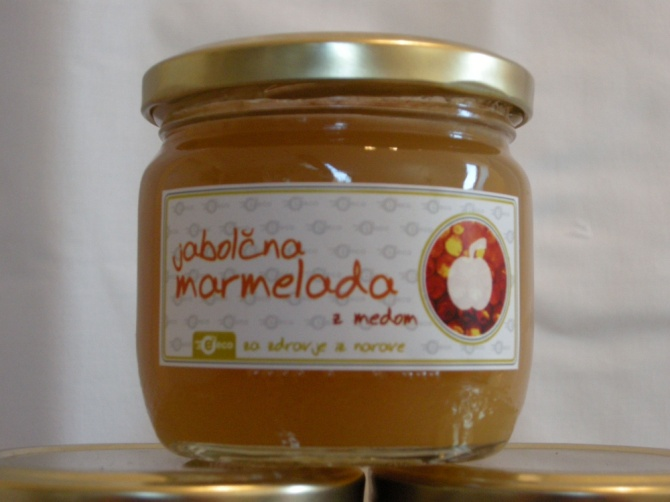 jabolčna
marmelada
z medom
za zdravje iz narave